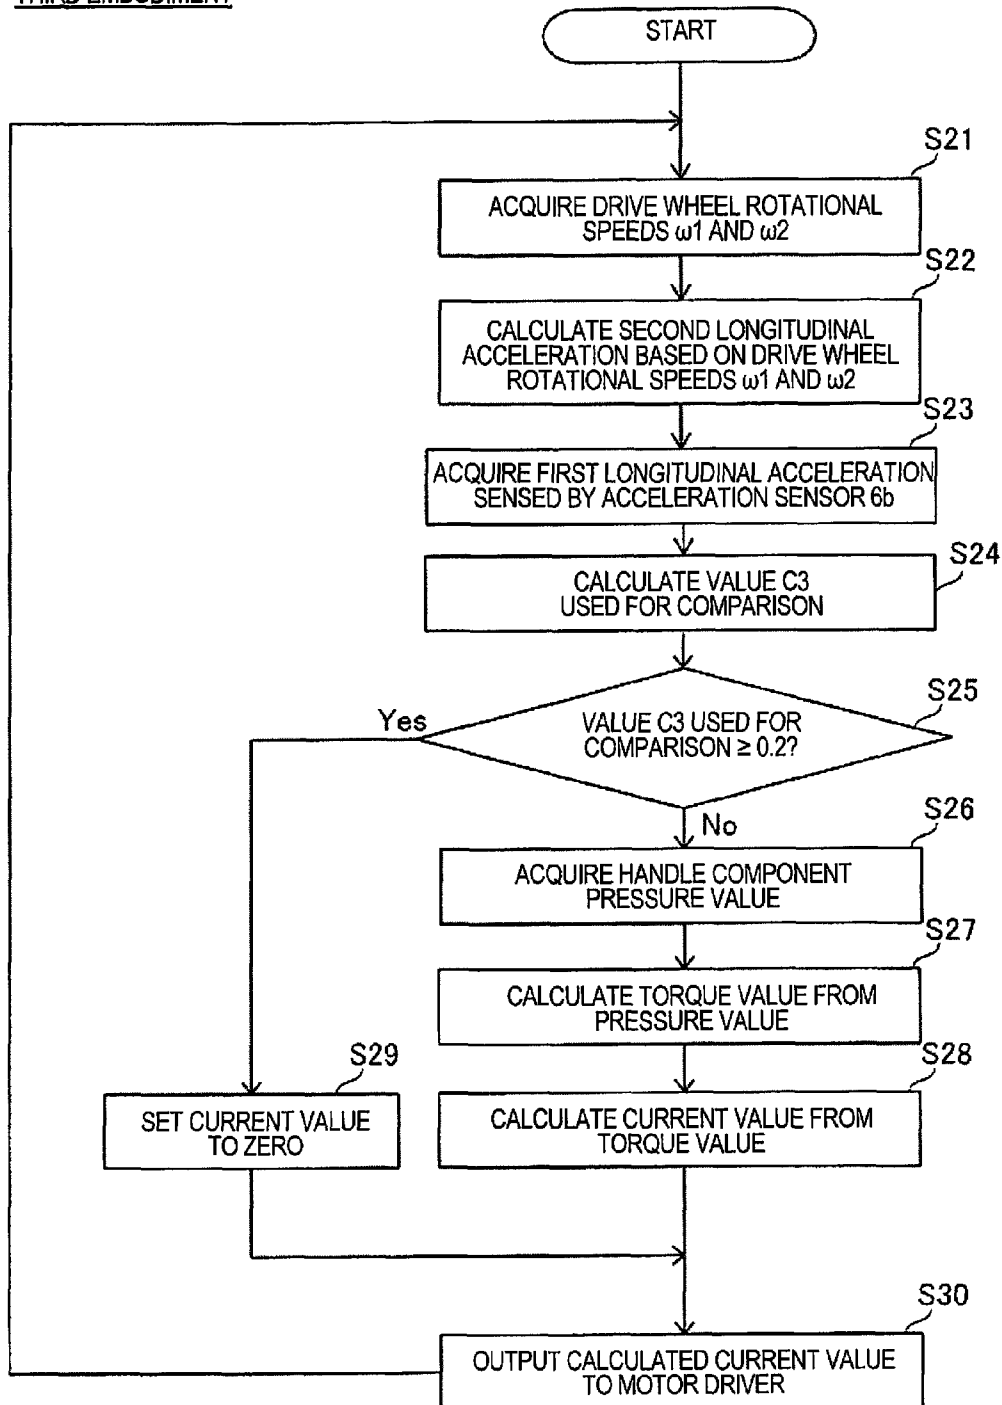 THIRD EMBODIMENT
START
S21
ACQUIRE DRIVE WHEEL ROTATIONAL
SPEEDS ω1 AND ω2
S22
CALCULATE SECOND LONGITUDINAL
ACCELERATION BASED ON DRIVE WHEEL
ROTATIONAL SPEEDS ω1 AND ω2
S23
ACQUIRE FIRST LONGITUDINAL ACCELERATION
SENSED BY ACCELERATION SENSOR 6b
S24
CALCULATE VALUE C3
USED FOR COMPARISON
S25
VALUE C3 USED FOR
COMPARISON ≥ 0.2?
Yes
No
S26
ACQUIRE HANDLE COMPONENT
PRESSURE VALUE
S27
CALCULATE TORQUE VALUE FROM
PRESSURE VALUE
S28
CALCULATE CURRENT VALUE FROM
TORQUE VALUE
S29
SET CURRENT VALUE
TO ZERO
S30
OUTPUT CALCULATED CURRENT VALUE
TO MOTOR DRIVER